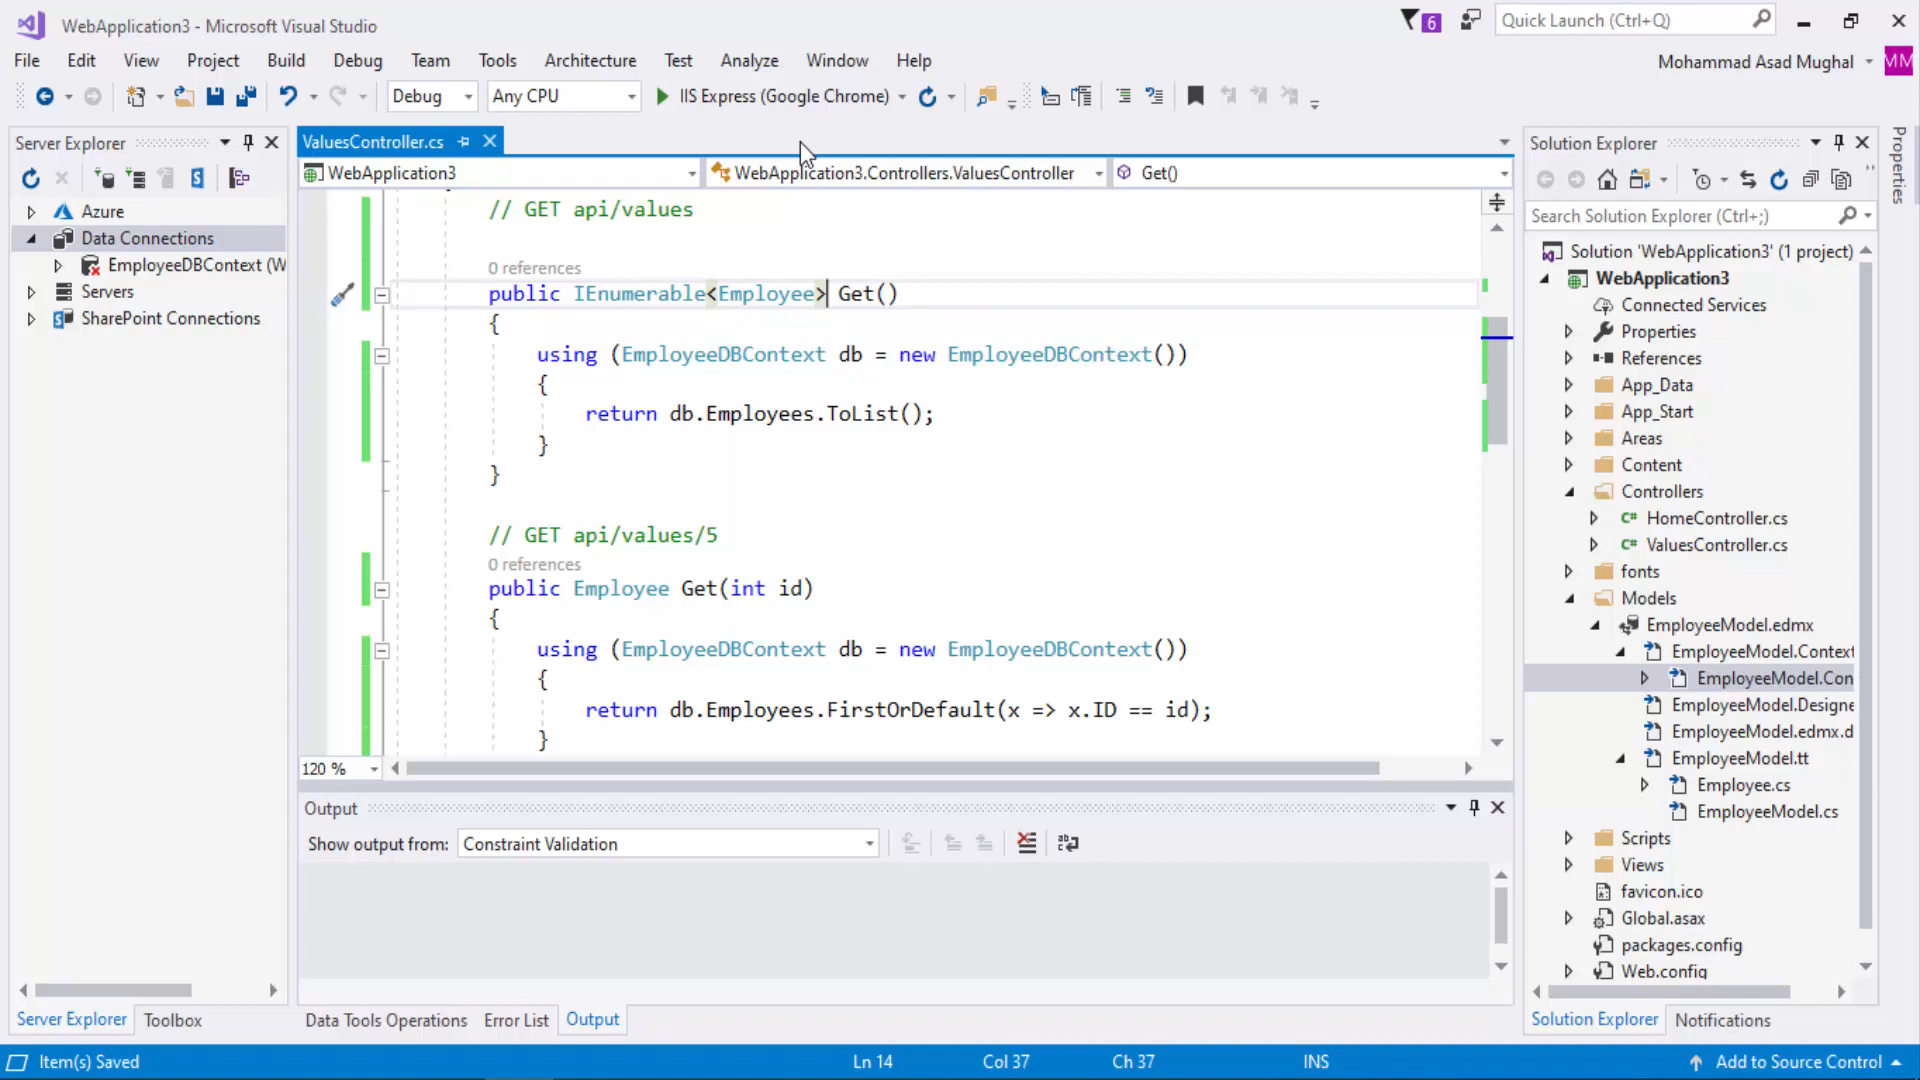 WebApplication3 - Microsoft Visual Studio
6
Quick Launch (Ctrl+Q)
File Edit View Project Build Debug Team Tools Architecture Test Analyze Window Help
Mohammad Asad Mughal MM
Debug Any CPU IIS Express (Google Chrome)
Server Explorer
Azure
Data Connections
EmployeeDBContext (W
Servers
SharePoint Connections
Server Explorer Toolbox
ValuesController.cs
WebApplication3 WebApplication3.Controllers.ValuesController Get()
// GET api/values
0 references
public IEnumerable<Employee> Get()
{
using (EmployeeDBContext db = new EmployeeDBContext())
{
return db.Employees.ToList();
}
}
// GET api/values/5
0 references
public Employee Get(int id)
{
using (EmployeeDBContext db = new EmployeeDBContext())
{
return db.Employees.FirstOrDefault(x => x.ID == id);
}
120 %
Output
Show output from: Constraint Validation
Data Tools Operations Error List Output
Solution Explorer
Search Solution Explorer (Ctrl+;)
Solution 'WebApplication3' (1 project)
WebApplication3
Connected Services
Properties
References
App_Data
App_Start
Areas
Content
Controllers
C# HomeController.cs
C# ValuesController.cs
fonts
Models
EmployeeModel.edmx
EmployeeModel.Context
EmployeeModel.Con
EmployeeModel.Designe
EmployeeModel.edmx.d
EmployeeModel.tt
Employee.cs
EmployeeModel.cs
Scripts
Views
favicon.ico
Global.asax
packages.config
Web.config
Solution Explorer Notifications
Properties
Item(s) Saved Ln 14 Col 37 Ch 37 INS Add to Source Control